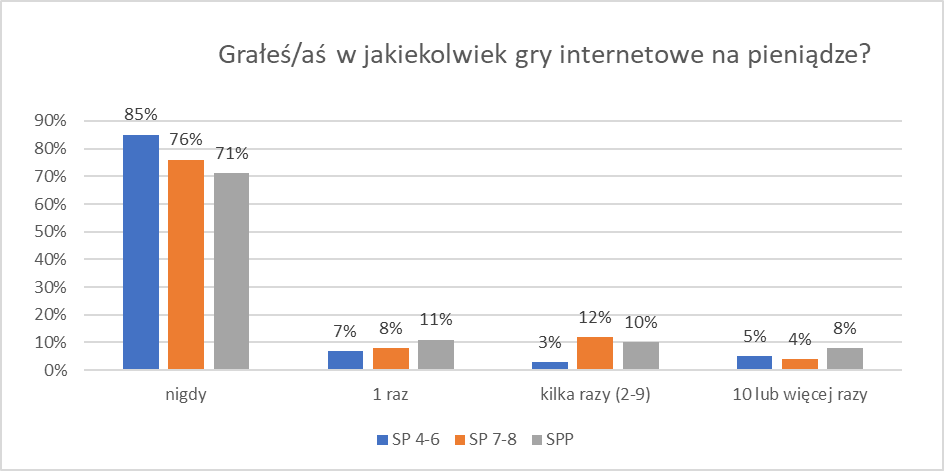 Grałeś/aś w jakiekolwiek gry internetowe na pieniądze?
90%
80%
70%
60%
50%
40%
30%
20%
10%
0%
85%
76%
71%
7%
8%
11%
3%
12%
10%
5%
4%
8%
nigdy
1 raz
kilka razy (2-9)
10 lub więcej razy
SP 4-6
SP 7-8
SPP